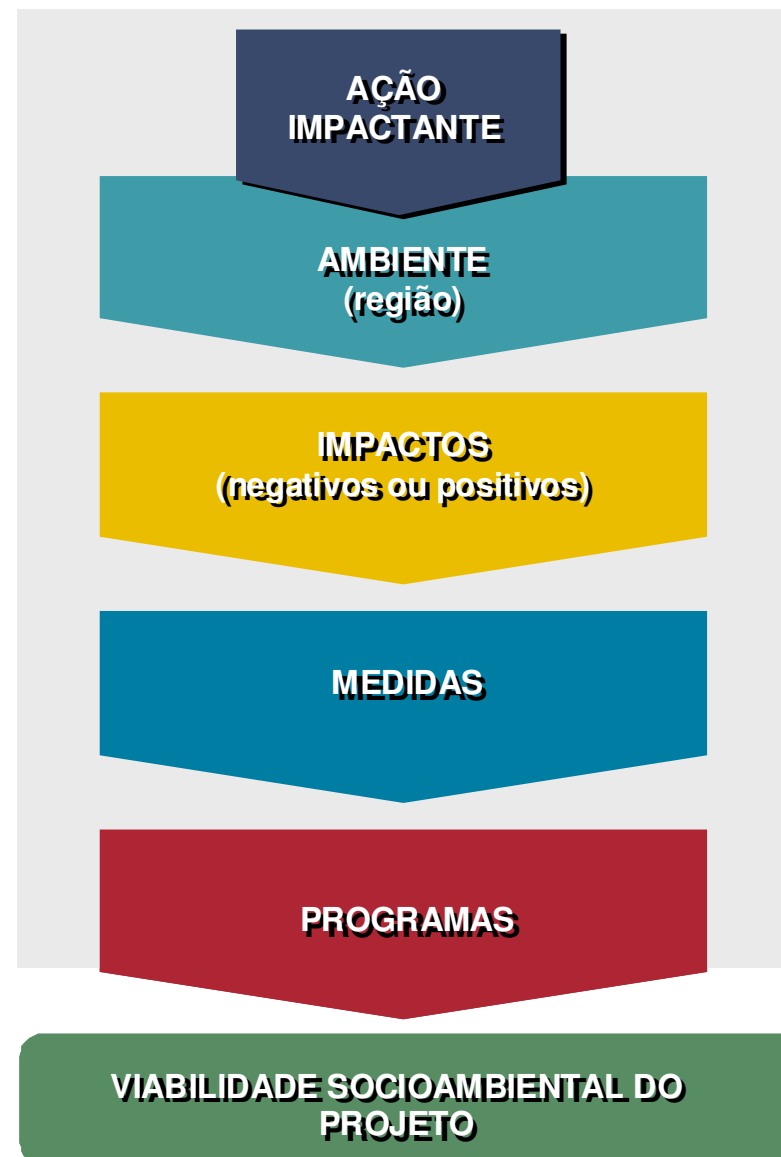 AÇÃO
IMPACTANTE
AMBIENTE
(região)
IMPACTOS
(negativos ou positivos)
MEDIDAS
PROGRAMAS
VIABILIDADE SOCIOAMBIENTAL DO
PROJETO